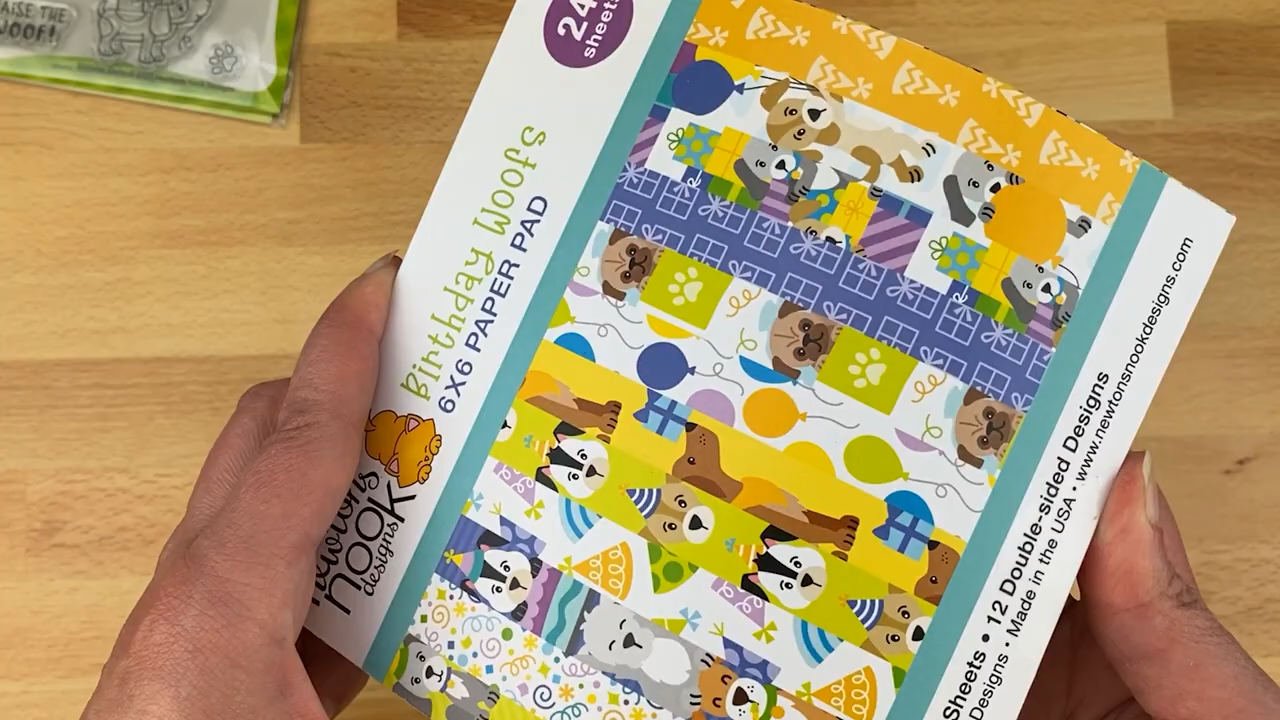 RAISE THE
WOOF!
24
sheets
Birthday Woofs
6X6 PAPER PAD
newtons
nook
designs
Sheets • 12 Double-sided Designs
Designs • Made in the USA • www.newtonsnookdesigns.com